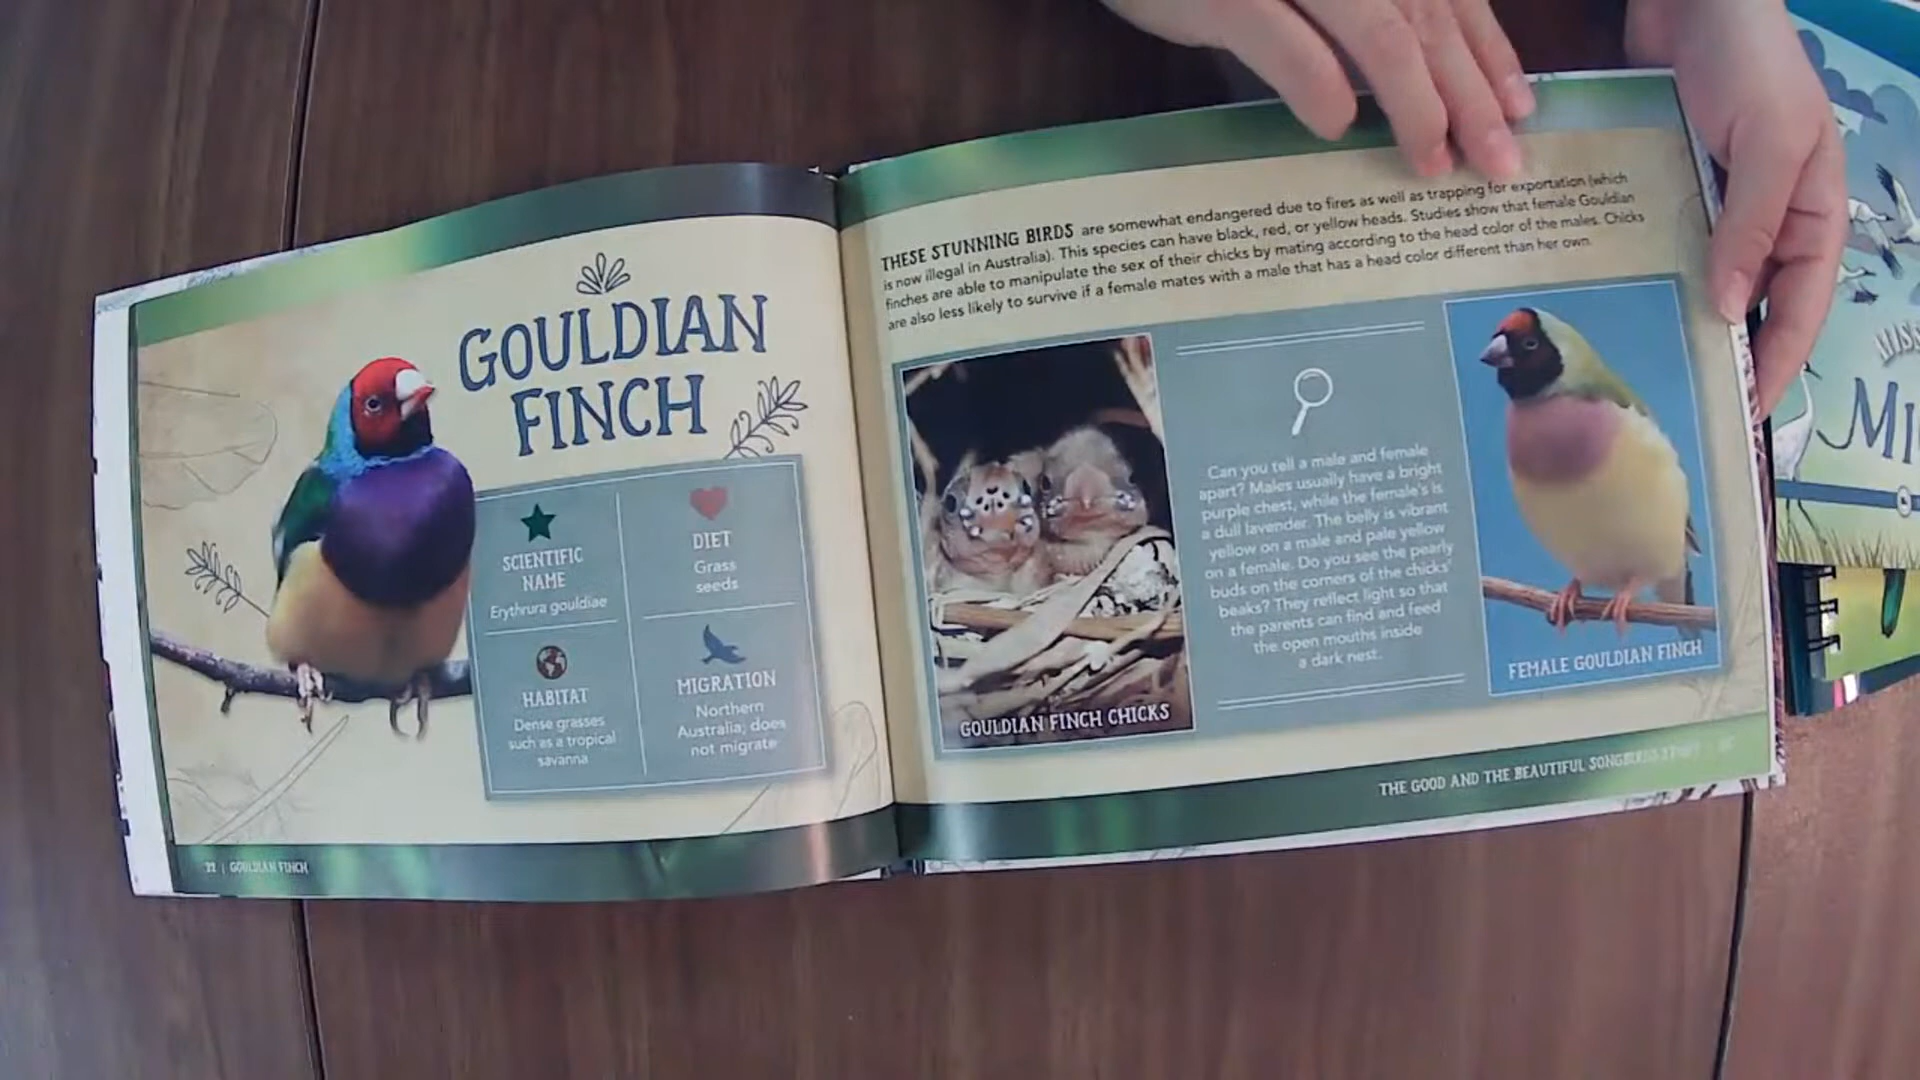 GOULDIAN
FINCH
SCIENTIFIC
NAME
Erythrura gouldiae
DIET
Grass
seeds
HABITAT
Dense grasses
such as a tropical
savanna
MIGRATION
Northern
Australia; does
not migrate
| GOULDIAN FINCH
THESE STUNNING BIRDS are somewhat endangered due to fires as well as trapping for exportation (which
is now illegal in Australia). This species can have black, red, or yellow heads. Studies show that female Gouldian
finches are able to manipulate the sex of their chicks by mating according to the head color of the males. Chicks
are also less likely to survive if a female mates with a male that has a head color different than her own.
GOULDIAN FINCH CHICKS
Can you tell a male and female
apart? Males usually have a bright
purple chest, while the female's is
a dull lavender. The belly is vibrant
yellow on a male and pale yellow
on a female. Do you see the pearly
buds on the corners of the chicks'
beaks? They reflect light so that
the parents can find and feed
the open mouths inside
a dark nest.
FEMALE GOULDIAN FINCH
THE GOOD AND THE BEAUTIFUL